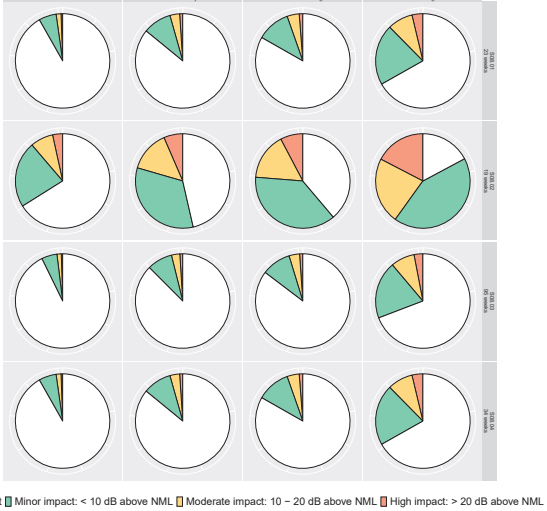 S08.01
23 weeks
S08.02
19 weeks
S08.03
95 weeks
S08.04
34 weeks
Minor impact: < 10 dB above NML Moderate impact: 10 − 20 dB above NML High impact: > 20 dB above NML